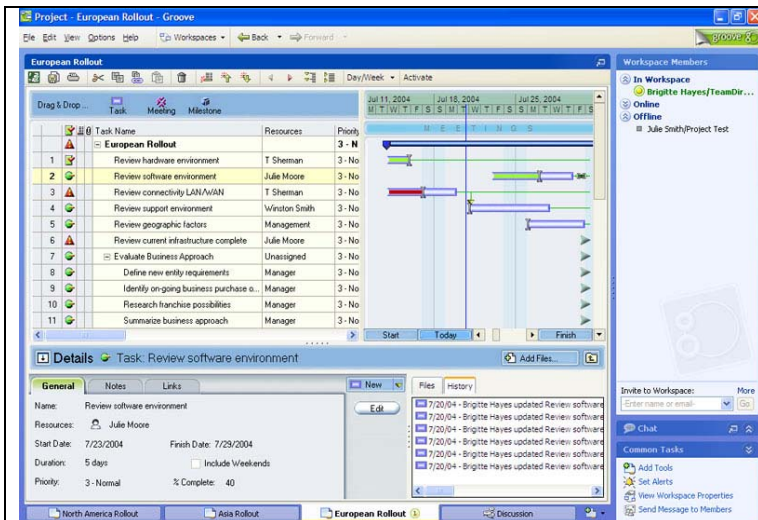 Project - European Rollout - Groove
File Edit View Options Help Workspaces Back Forward
groove
European Rollout
Day/Week Activate
Drag & Drop ... Task Meeting Milestone
Jul 11, 2004 Jul 18, 2004 Jul 25, 2004
M T W T F S S M T W T F S S M T W T F S
Task Name Resources Priority
M E E T I N G S
European Rollout 3 - N
1 Review hardware environment T Sherman 3 - No
2 Review software environment Julie Moore 3 - No
3 Review connectivity LAN/WAN T Sherman 3 - No
4 Review support environment Winston Smith 3 - No
5 Review geographic factors Management 3 - No
6 Review current infrastructure complete Julie Moore 3 - No
7 Evaluate Business Approach Unassigned 3 - No
8 Define new entity requirements Manager 3 - No
9 Identify on-going business purchase o... Manager 3 - No
10 Research franchise possibilities Manager 3 - No
11 Summarize business approach Manager 3 - No
Start Today Finish
Details Task: Review software environment Add Files...
General Notes Links
New
Edit
Name: Review software environment
Resources: Julie Moore
Start Date: 7/23/2004 Finish Date: 7/29/2004
Duration: 5 days Include Weekends
Priority: 3 - Normal % Complete: 40
Files History
7/20/04 - Brigitte Hayes updated Review software
7/20/04 - Brigitte Hayes updated Review software
7/20/04 - Brigitte Hayes updated Review software
7/20/04 - Brigitte Hayes updated Review software
7/20/04 - Brigitte Hayes updated Review software
7/20/04 - Brigitte Hayes updated Review software
North America Rollout Asia Rollout European Rollout 1 Discussion
Workspace Members
In Workspace
Brigitte Hayes/TeamDir...
Online
Offline
Julie Smith/Project Test
Invite to Workspace: More
-Enter name or email- Go
Chat
Common Tasks
Add Tools
Set Alerts
View Workspace Properties
Send Message to Members